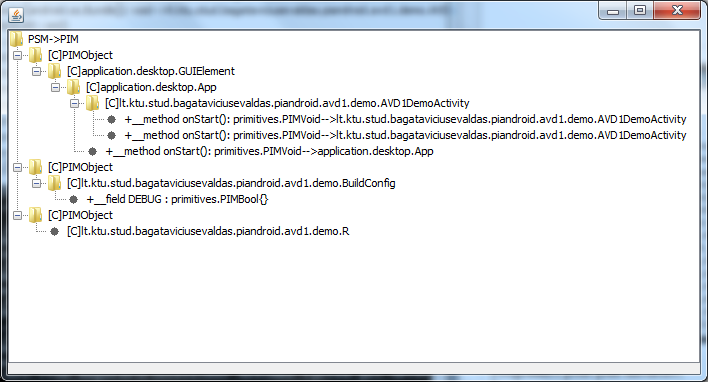 PSM->PIM
[C]PIMObject
[C]application.desktop.GUIElement
[C]application.desktop.App
[C]lt.ktu.stud.bagataviciusevaldas.piandroid.avd1.demo.AVD1DemoActivity
+__method onStart(): primitives.PIMVoid-->lt.ktu.stud.bagataviciusevaldas.piandroid.avd1.demo.AVD1DemoActivity
+__method onStart(): primitives.PIMVoid-->lt.ktu.stud.bagataviciusevaldas.piandroid.avd1.demo.AVD1DemoActivity
+__method onStart(): primitives.PIMVoid-->application.desktop.App
[C]PIMObject
[C]lt.ktu.stud.bagataviciusevaldas.piandroid.avd1.demo.BuildConfig
+__field DEBUG : primitives.PIMBool{}
[C]PIMObject
[C]lt.ktu.stud.bagataviciusevaldas.piandroid.avd1.demo.R